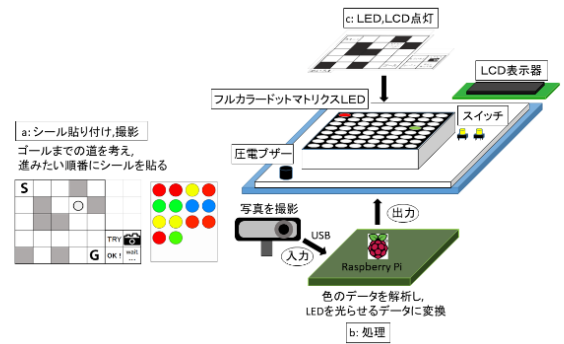 c: LED,LCD点灯
LCD表示器
フルカラードットマトリクスLED
スイッチ
a: シール貼り付け,撮影
ゴールまでの道を考え,
進みたい順番にシールを貼る
圧電ブザー
S
TRY
G
OK !
wait
...
写真を撮影
USB
入力
出力
Raspberry Pi
色のデータを解析し,
LEDを光らせるデータに変換
b: 処理